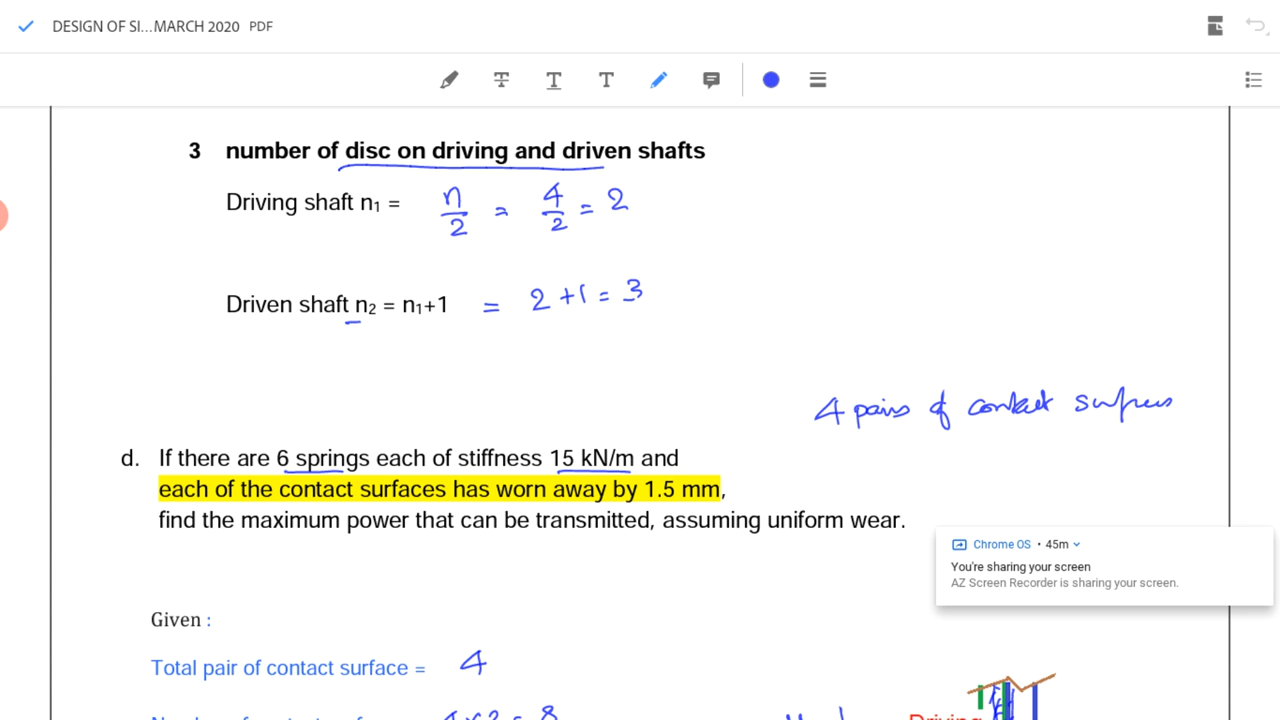 DESIGN OF SI...MARCH 2020 PDF
3 number of disc on driving and driven shafts
Driving shaft n₁ = n/2 = 4/2 = 2
Driven shaft n₂ = n₁+1 = 2+1 = 3
4 pairs of contact surfaces
d. If there are 6 springs each of stiffness 15 kN/m and
each of the contact surfaces has worn away by 1.5 mm,
find the maximum power that can be transmitted, assuming uniform wear.
Chrome OS • 45m
You're sharing your screen
AZ Screen Recorder is sharing your screen.
Given :
Total pair of contact surface = 4
Driving